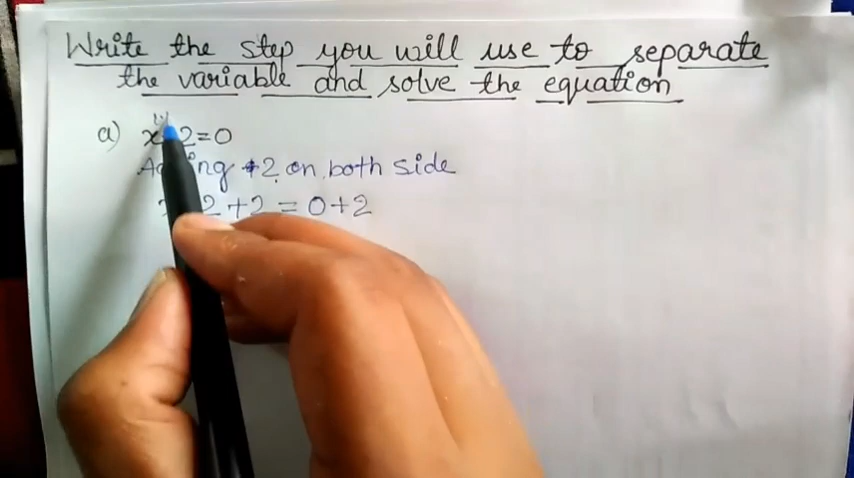 Write the step you will use to separate
the variable and solve the equation
a) x 2=0
+2 on both side
2 +2 = 0+2